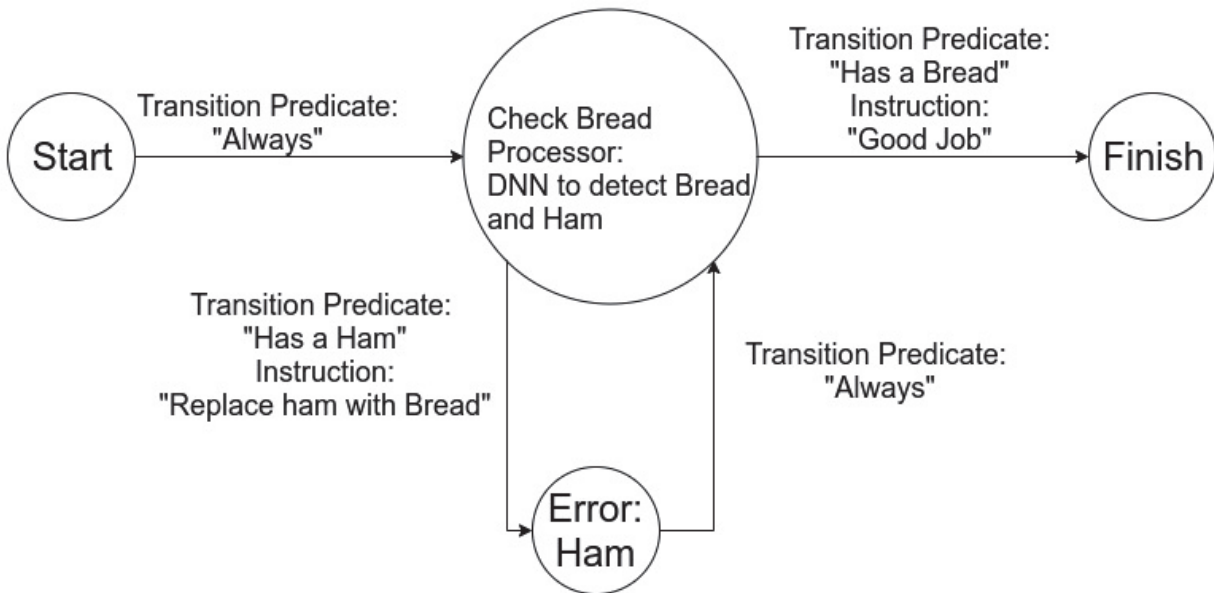 Start
Transition Predicate:
"Always"
Check Bread
Processor:
DNN to detect Bread
and Ham
Transition Predicate:
"Has a Bread"
Instruction:
"Good Job"
Finish
Transition Predicate:
"Has a Ham"
Instruction:
"Replace ham with Bread"
Transition Predicate:
"Always"
Error:
Ham